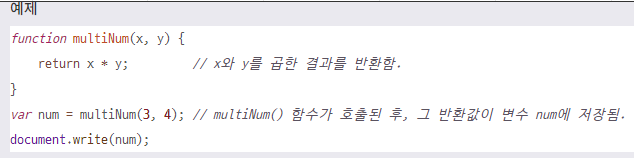 예제
function multiNum(x, y) {
    return x * y;         // x와 y를 곱한 결과를 반환함.
}
var num = multiNum(3, 4); // multiNum() 함수가 호출된 후, 그 반환값이 변수 num에 저장됨.
document.write(num);